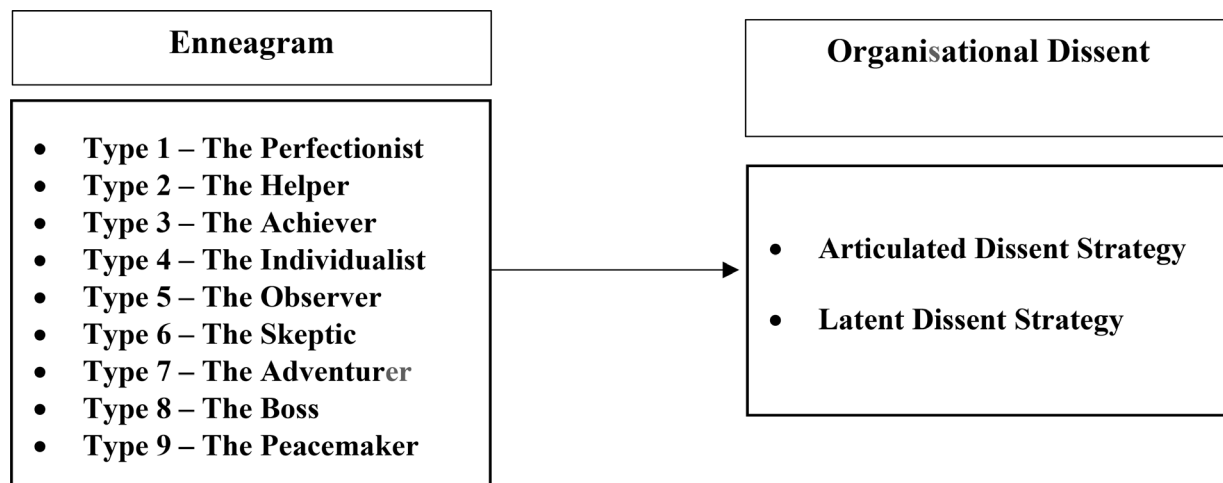 Enneagram
Organisational Dissent
• Type 1 – The Perfectionist
• Type 2 – The Helper
• Type 3 – The Achiever
• Type 4 – The Individualist
• Type 5 – The Observer
• Type 6 – The Skeptic
• Type 7 – The Adventurer
• Type 8 – The Boss
• Type 9 – The Peacemaker
• Articulated Dissent Strategy
• Latent Dissent Strategy